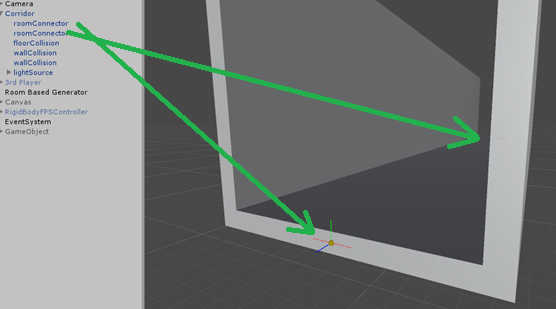 Camera
Corridor
roomConnector
roomConnector
floorCollision
wallCollision
wallCollision
lightSource
3rd Player
Room Based Generator
Canvas
RigidBodyFPSController
EventSystem
GameObject